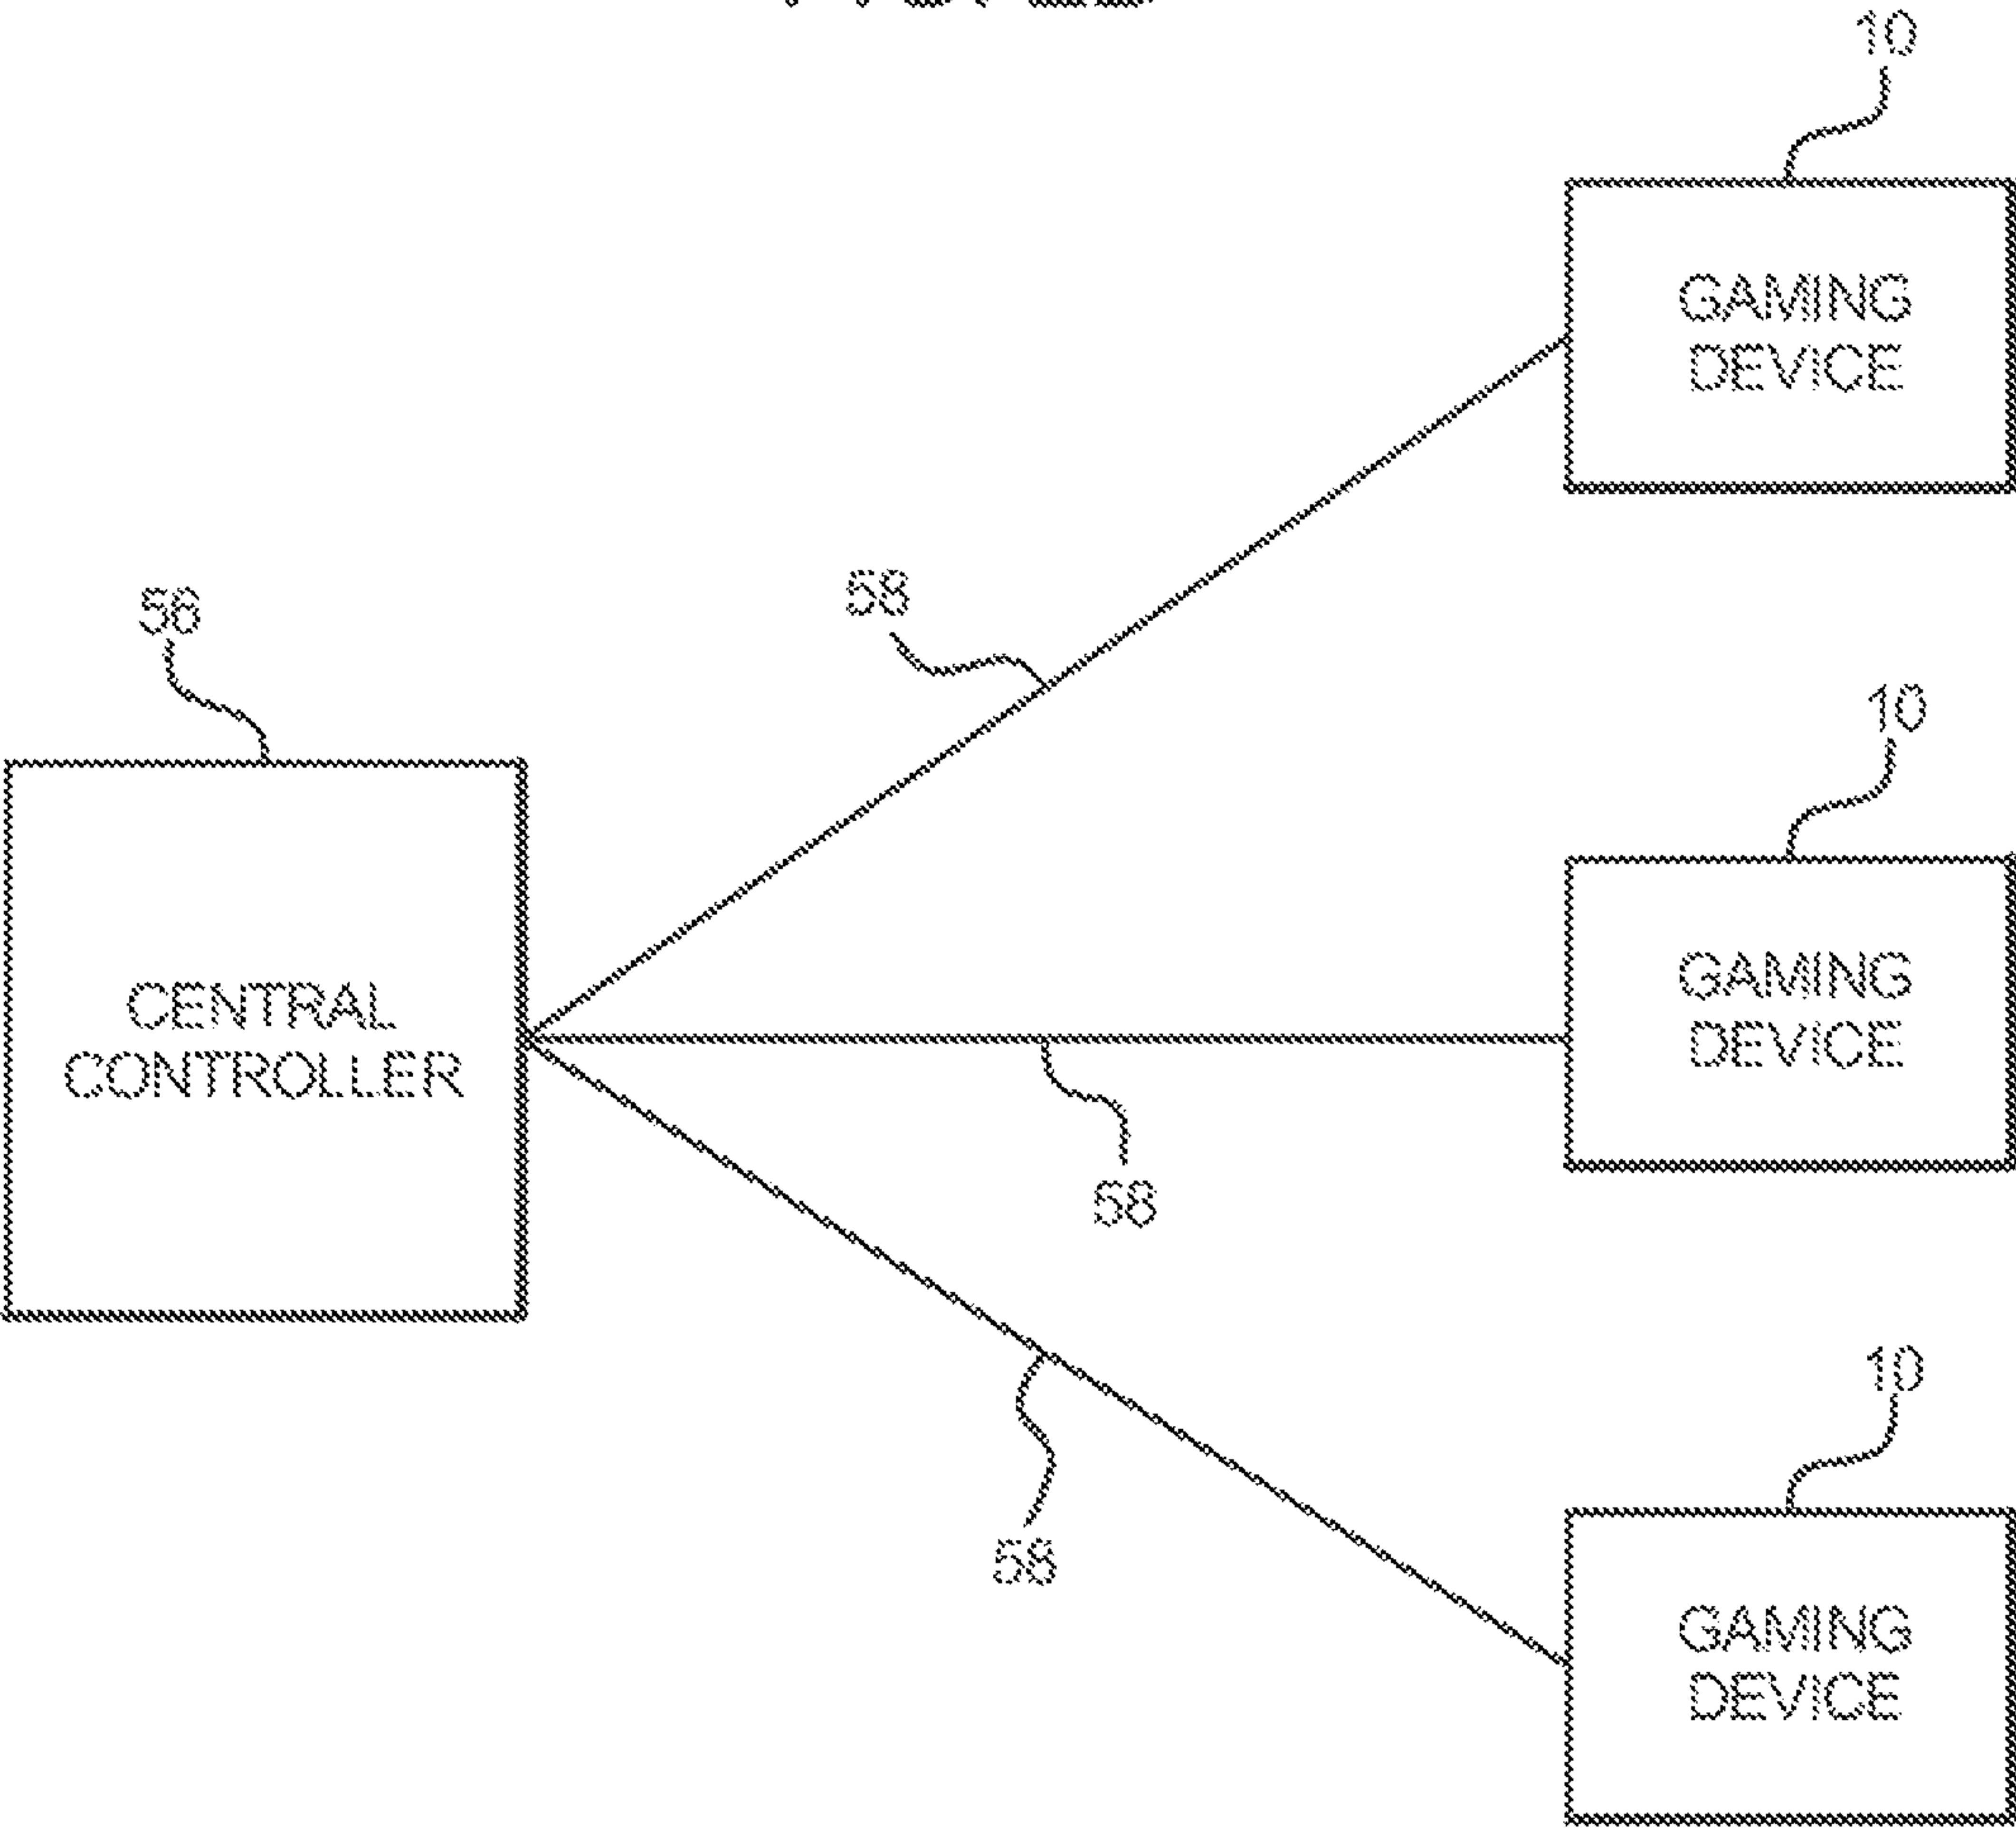 10
GAMING
DEVICE
58
56
10
CENTRAL
CONTROLLER
GAMING
DEVICE
58
10
58
GAMING
DEVICE